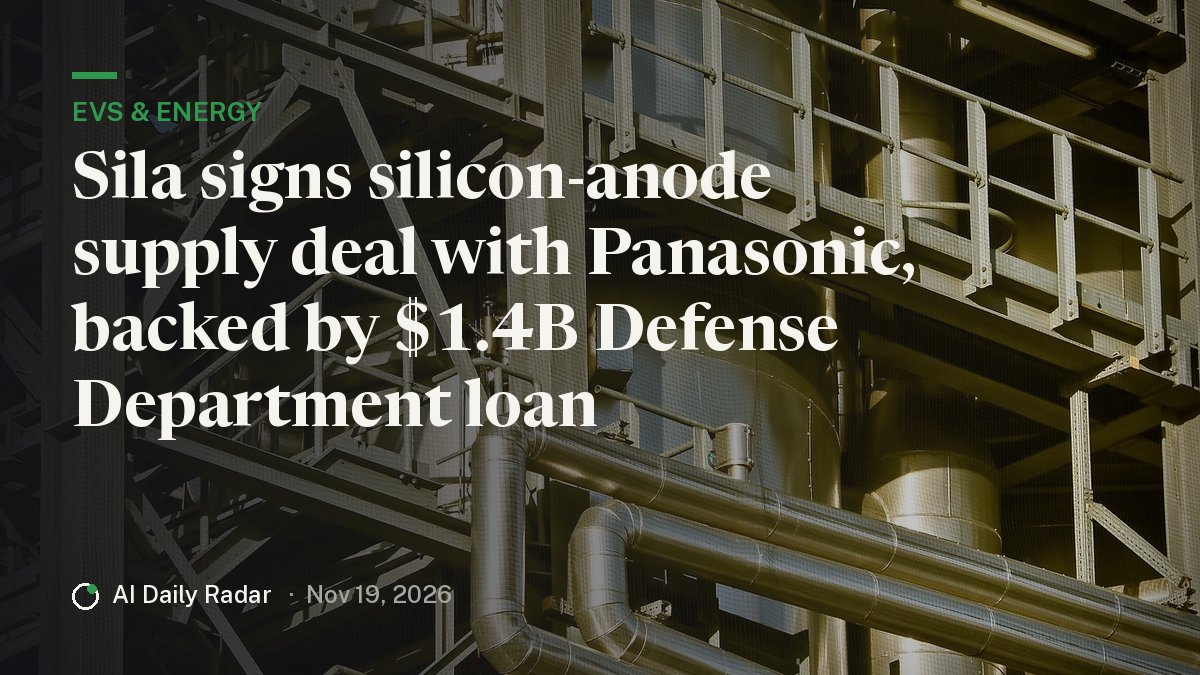 EVS & ENERGY
Sila signs silicon-anode
supply deal with Panasonic,
backed by $1.4B Defense
Department loan
AI Daily Radar · Nov 19, 2026